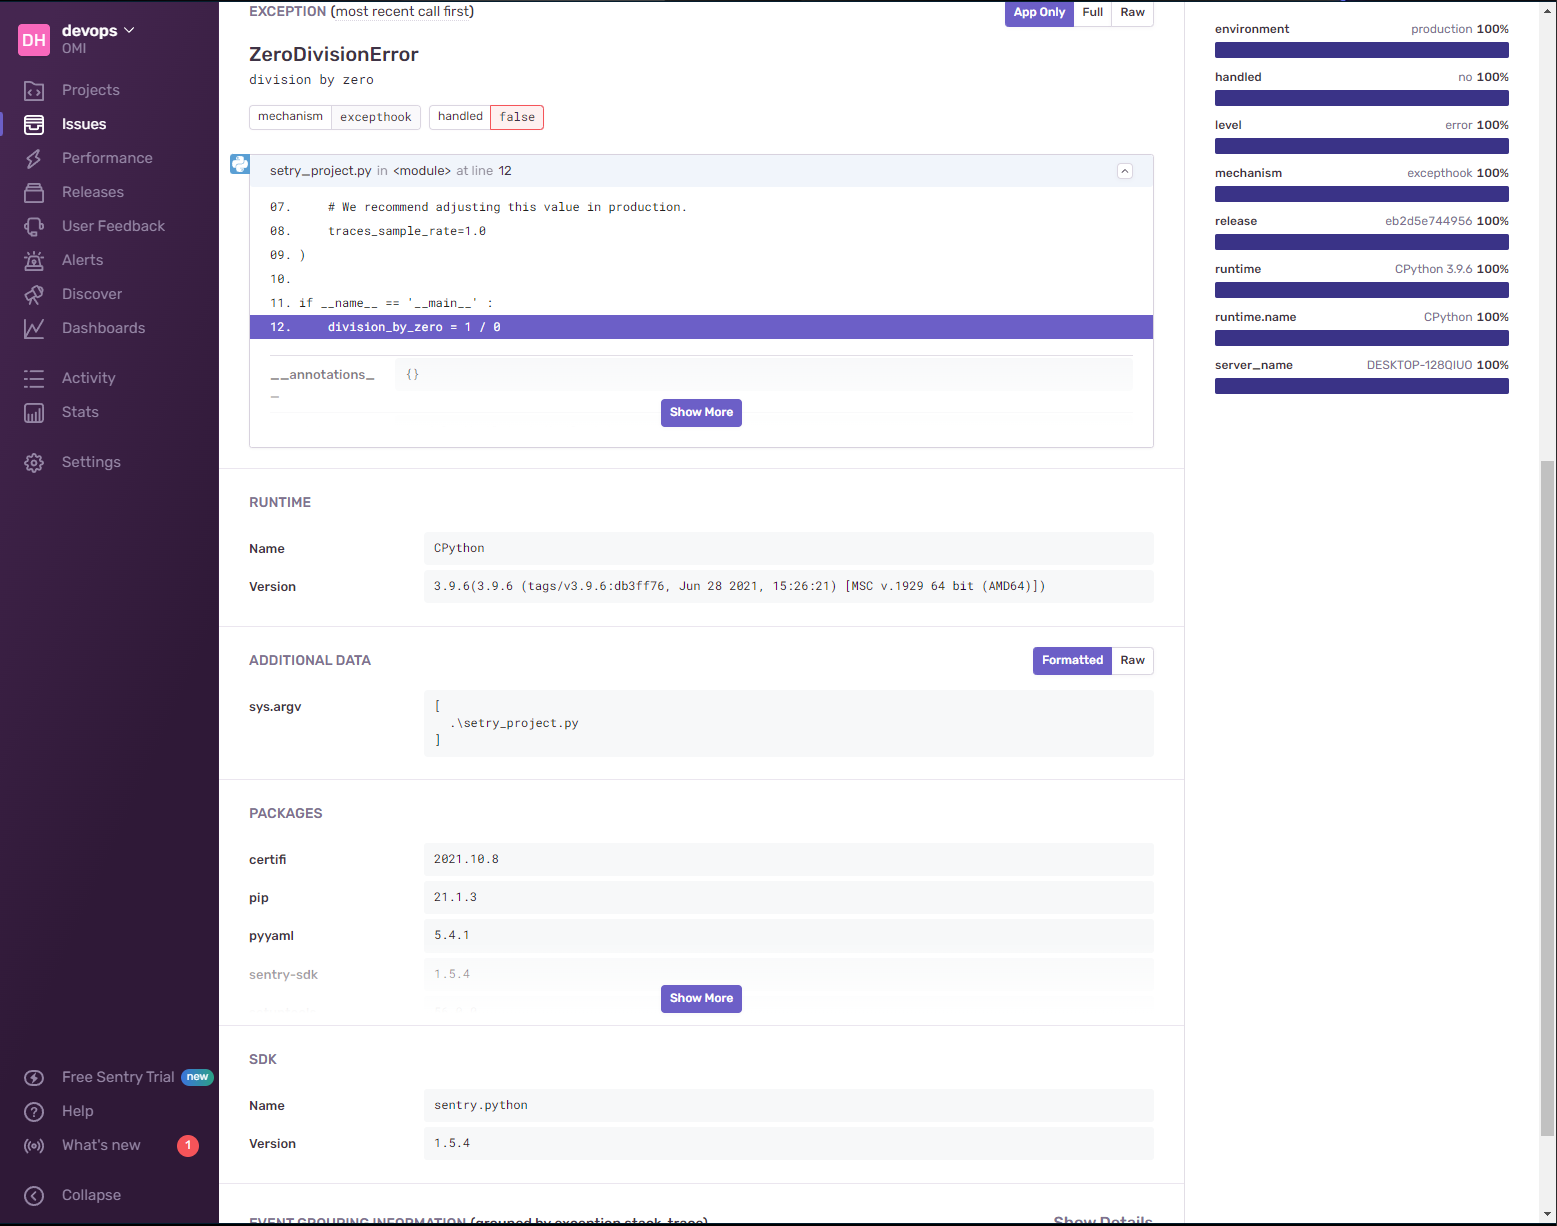 DH
devops
OMI
Projects
Issues
Performance
Releases
User Feedback
Alerts
Discover
Dashboards
Activity
Stats
Settings
Free Sentry Trial new
Help
What's new 1
Collapse
EXCEPTION (most recent call first)
App Only Full Raw
ZeroDivisionError
division by zero
mechanism excepthook handled false
setry_project.py in <module> at line 12
07. # We recommend adjusting this value in production.
08. traces_sample_rate=1.0
09. )
10.
11. if __name__ == '__main__' :
12. division_by_zero = 1 / 0
__annotations_ {}
_
Show More
RUNTIME
Name CPython
Version 3.9.6(3.9.6 (tags/v3.9.6:db3ff76, Jun 28 2021, 15:26:21) [MSC v.1929 64 bit (AMD64)])
ADDITIONAL DATA Formatted Raw
sys.argv [
.\setry_project.py
]
PACKAGES
certifi 2021.10.8
pip 21.1.3
pyyaml 5.4.1
sentry-sdk 1.5.4
Show More
SDK
Name sentry.python
Version 1.5.4
EVENT GROUPING INFORMATION (grouped by exception stack-trace) Show Details
environment production 100%
handled no 100%
level error 100%
mechanism excepthook 100%
release eb2d5e744956 100%
runtime CPython 3.9.6 100%
runtime.name CPython 100%
server_name DESKTOP-128QIUO 100%